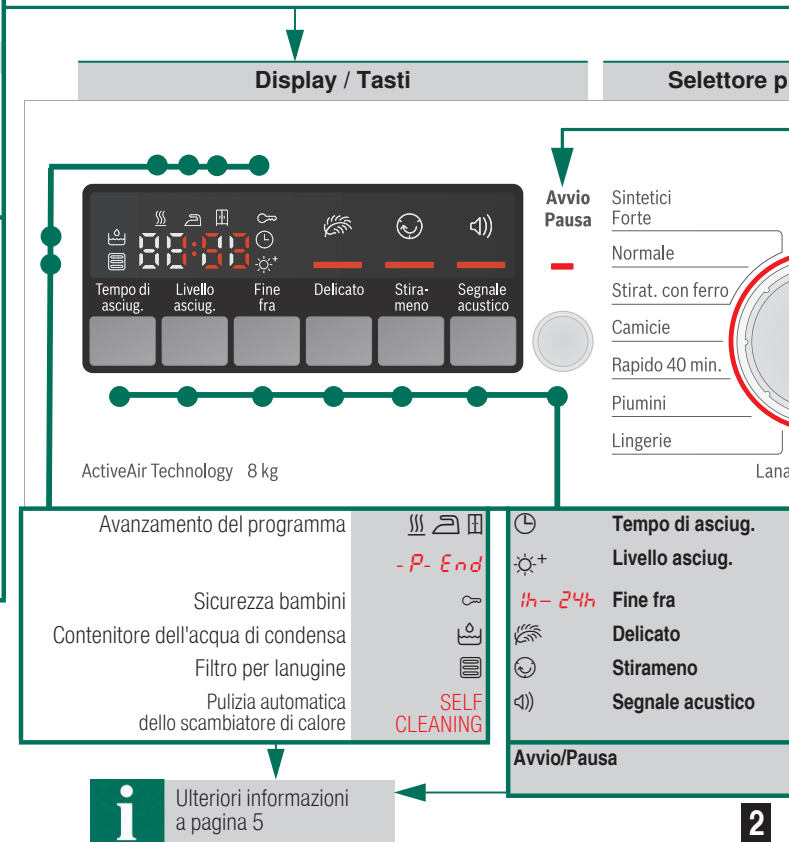 Display / Tasti
Selettore p
Avvio
Pausa
88:88
Tempo di
asciug.
Livello
asciug.
Fine
fra
Delicato
Stira-
meno
Segnale
acustico
Sintetici
Forte
Normale
Stirat. con ferro
Camicie
Rapido 40 min.
Piumini
Lingerie
Lana
ActiveAir Technology 8 kg
Avanzamento del programma
-P- End
Sicurezza bambini
Contenitore dell'acqua di condensa
Filtro per lanugine
Pulizia automatica
dello scambiatore di calore
SELF
CLEANING
Tempo di asciug.
Livello asciug.
1h– 24h Fine fra
Delicato
Stirameno
Segnale acustico
Avvio/Pausa
i
Ulteriori informazioni
a pagina 5
2